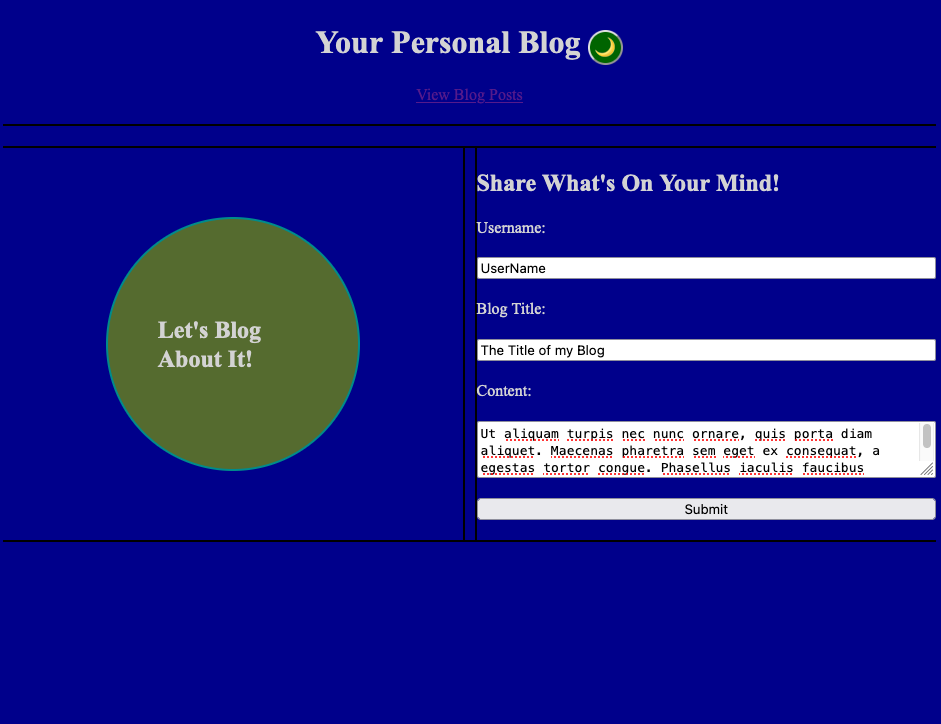 Your Personal Blog 🌙
View Blog Posts
Let's Blog
About It!
Share What's On Your Mind!
Username:
UserName
Blog Title:
The Title of my Blog
Content:
Ut aliquam turpis nec nunc ornare, quis porta diam
aliquet. Maecenas pharetra sem eget ex consequat, a
egestas tortor congue. Phasellus iaculis faucibus
Submit